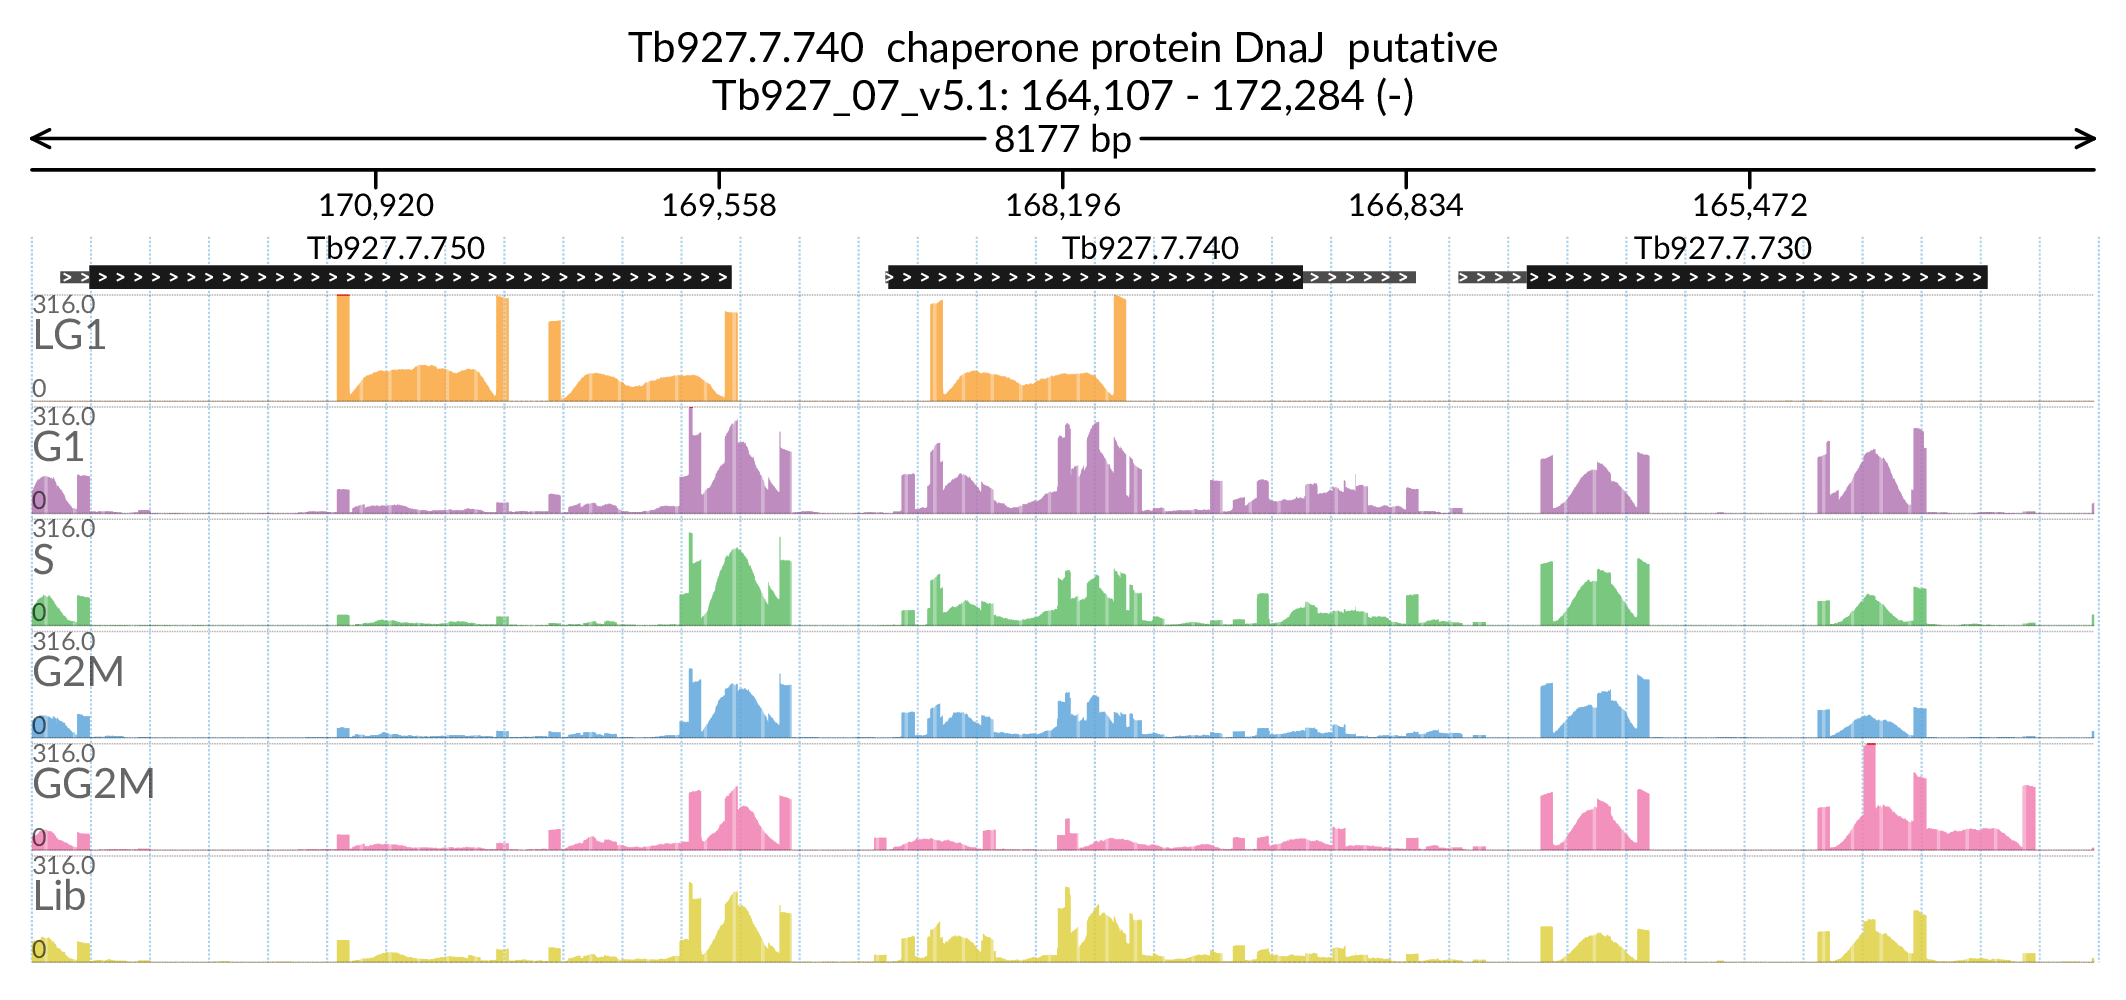 Tb927.7.740  chaperone protein DnaJ  putative
Tb927_07_v5.1: 164,107 - 172,284 (-)
8177 bp
170,920 169,558 168,196 166,834 165,472
Tb927.7.750 Tb927.7.740 Tb927.7.730
316.0
LG1
0
316.0
G1
0
316.0
S
0
316.0
G2M
0
316.0
GG2M
0
316.0
Lib
0